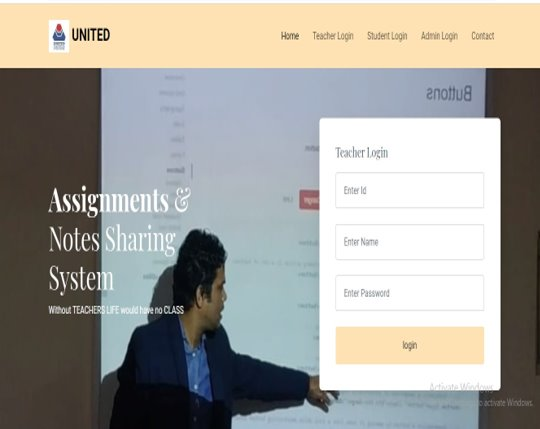 UNITED
Home Teacher Login Student Login Admin Login Contact
Buttons
Teacher Login
Enter Id
Enter Name
Enter Password
login
Assignments &
Notes Sharing
System
Without TEACHERS LIFE would have no CLASS
Activate Windows
to activate Windows.